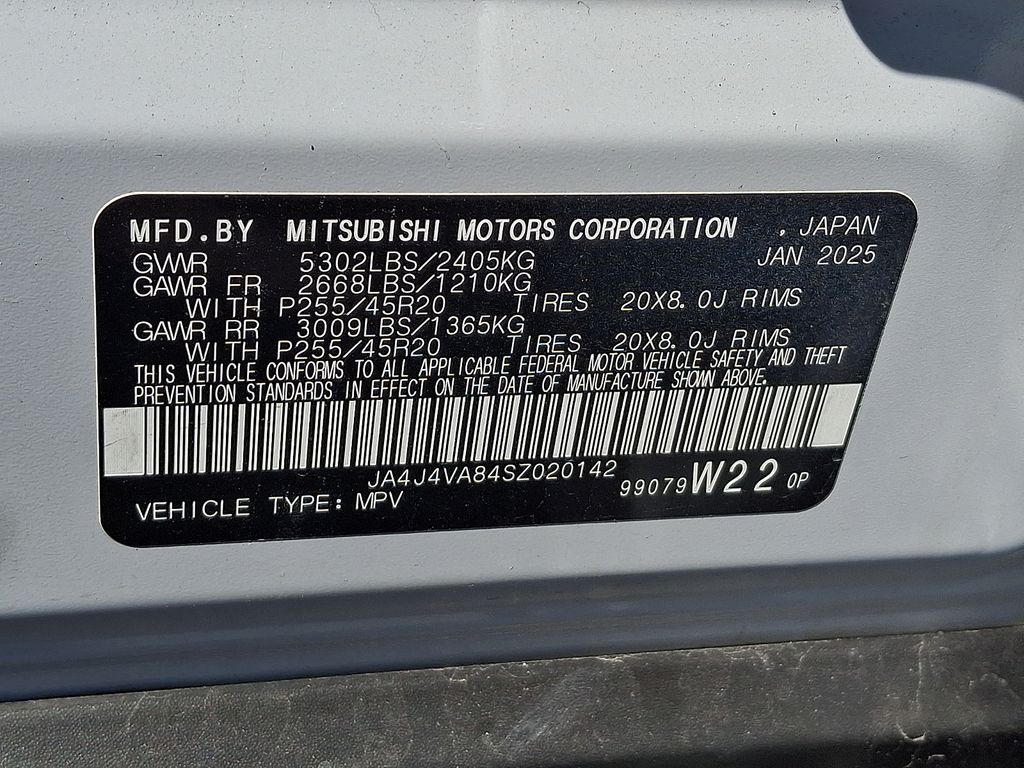 MFD.BY MITSUBISHI MOTORS CORPORATION . JAPAN
GVWR 5302LBS/2405KG JAN 2025
GAWR FR 2668LBS/1210KG
WITH P255/45R20 TIRES 20X8.0J RIMS
GAWR RR 3009LBS/1365KG
WITH P255/45R20 TIRES 20X8.0J RIMS
THIS VEHICLE CONFORMS TO ALL APPLICABLE FEDERAL MOTOR VEHICLE SAFETY AND THEFT
PREVENTION STANDARDS IN EFFECT ON THE DATE OF MANUFACTURE SHOWN ABOVE.
JA4J4VA84SZ020142
VEHICLE TYPE: MPV 99079 W22 0P